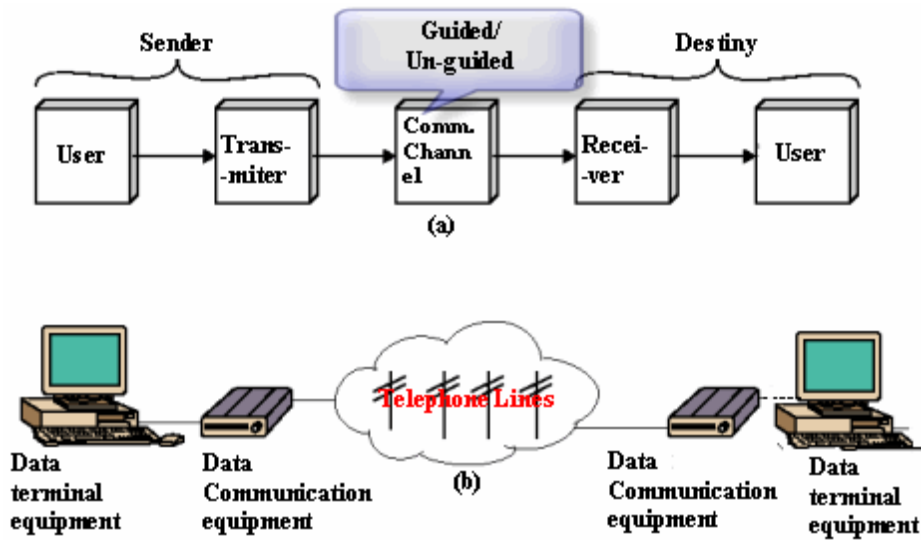 Guided/
Un-guided
Sender
Destiny
User
Trans-
-miter
Comm.
Chann
el
Recei-
-ver
User
(a)
Telephone Lines
Data
terminal
equipment
Data
Communication
equipment
(b)
Data
Communication
equipment
Data
terminal
equipment